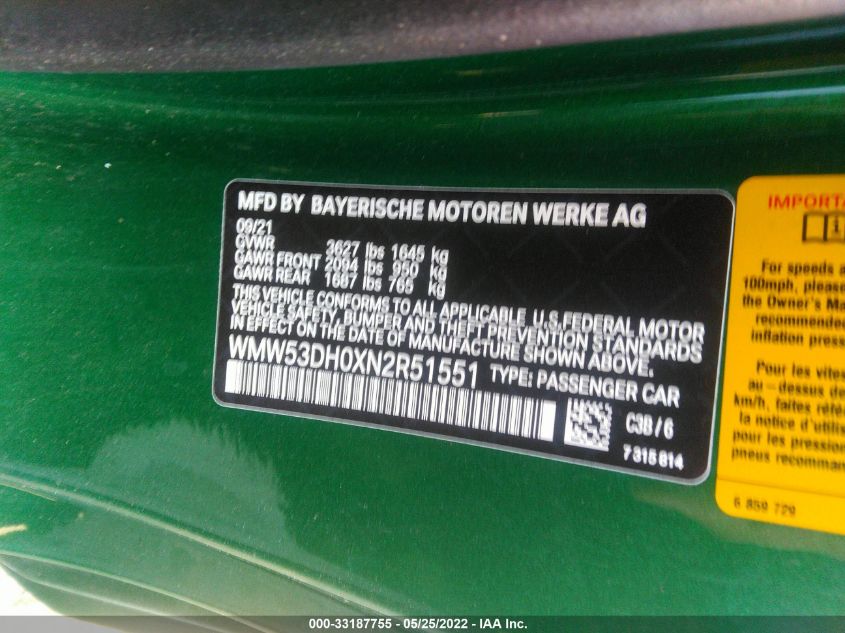 MFD BY BAYERISCHE MOTOREN WERKE AG
09/21
GVWR 3627 lbs 1645 kg
GAWR FRONT 2094 lbs 950 kg
GAWR REAR 1687 lbs 765 kg
THIS VEHICLE CONFORMS TO ALL APPLICABLE U.S.FEDERAL MOTOR
VEHICLE SAFETY, BUMPER AND THEFT PREVENTION STANDARDS
IN EFFECT ON THE DATE OF MANUFACTURE SHOWN ABOVE.
WMW53DH0XN2R51551 TYPE: PASSENGER CAR
C3B / 6
7 315 814
IMPORTA
For speeds a
100mph, please
the Owner's Ma
recommended
inflation press
Pour les
au-dessus de
km/h, faites réfé
la notice d'utilis
pour les pression
pneus recomman
6 859 729
000-33187755 - 05/25/2022 - IAA Inc.